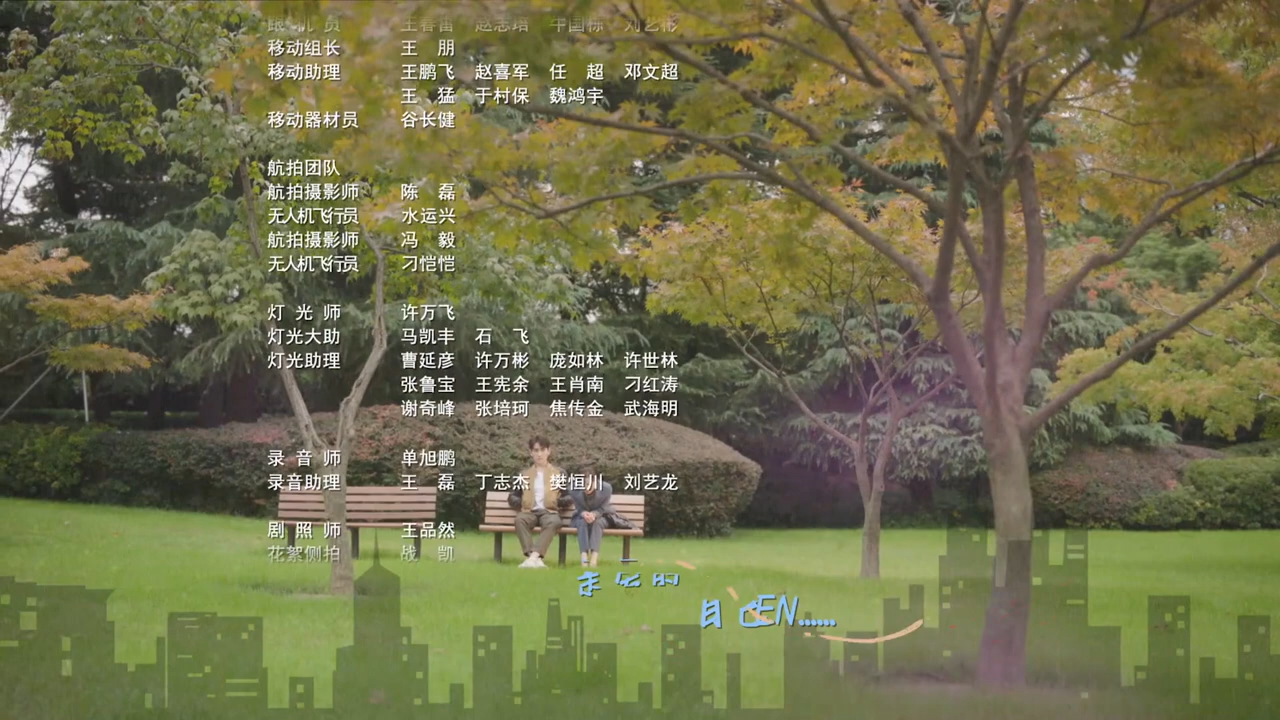 移动组长 王 朋
移动助理 王鹏飞 赵喜军 任 超 邓文超
王 猛 于村保 魏鸿宇
移动器材员 谷长健
航拍团队
航拍摄影师 陈 磊
无人机飞行员 水运兴
航拍摄影师 冯 毅
无人机飞行员 刁恺恺
灯 光 师 许万飞
灯光大助 马凯丰 石 飞
灯光助理 曹延彦 许万彬 庞如林 许世林
张鲁宝 王宪余 王肖南 刁红涛
谢奇峰 张培珂 焦传金 武海明
录 音 师 单旭鹏
录音助理 王 磊 丁志杰 樊恒川 刘艺龙
剧 照 师 王品然
花絮侧拍 战 凯